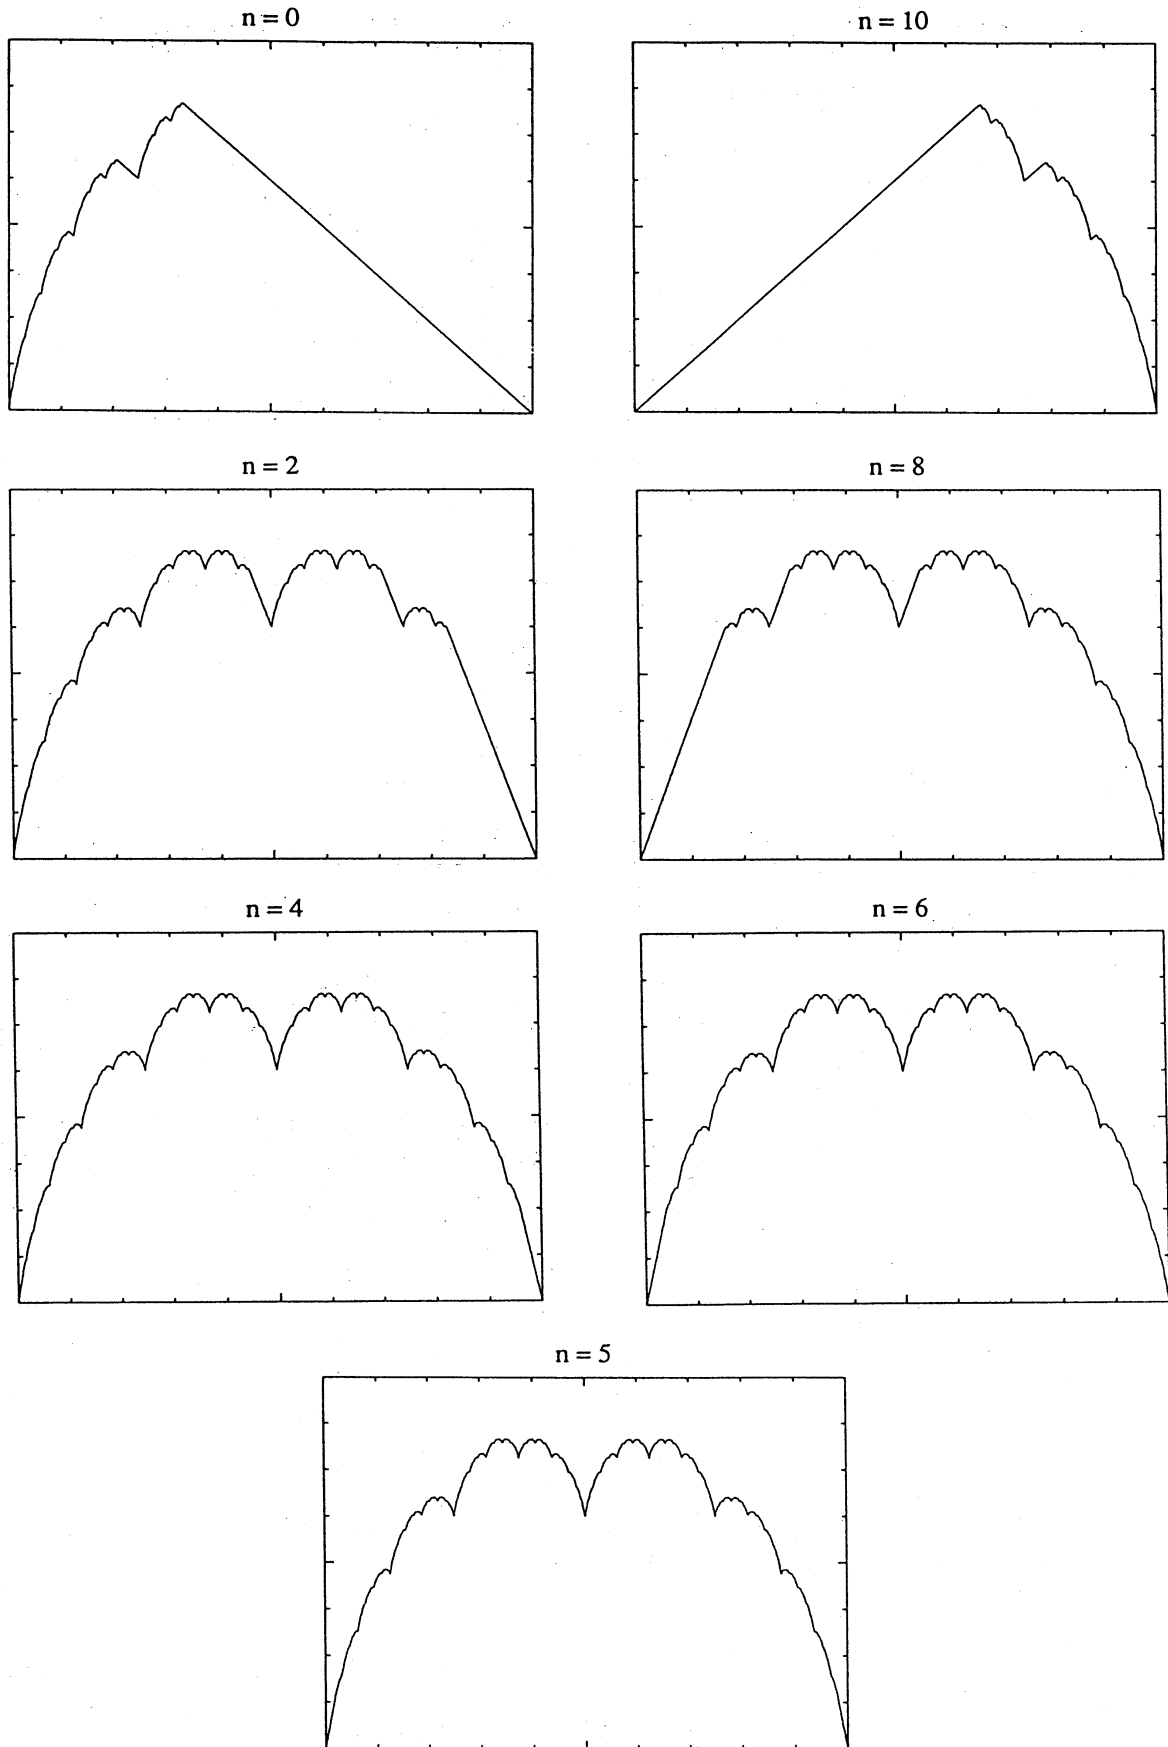 n = 0
n = 10
n = 2
n = 8
n = 4
n = 6
n = 5